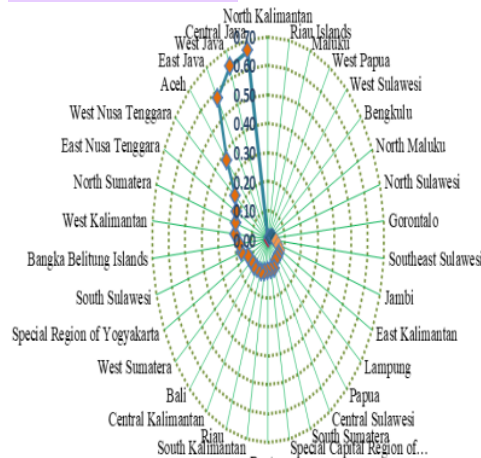 North Kalimantan
Riau Islands
Maluku
West Papua
West Sulawesi
Bengkulu
North Maluku
North Sulawesi
Gorontalo
Southeast Sulawesi
Jambi
East Kalimantan
Lampung
Papua
Central Sulawesi
South Sumatera
Special Capital Region of...
South Kalimantan
Riau
Central Kalimantan
Bali
West Sumatera
Special Region of Yogyakarta
South Sulawesi
Bangka Belitung Islands
West Kalimantan
North Sumatera
East Nusa Tenggara
West Nusa Tenggara
Aceh
East Java
West Java
Central Java
0.70
0.60
0.50
0.40
0.30
0.20
0.10
0.00